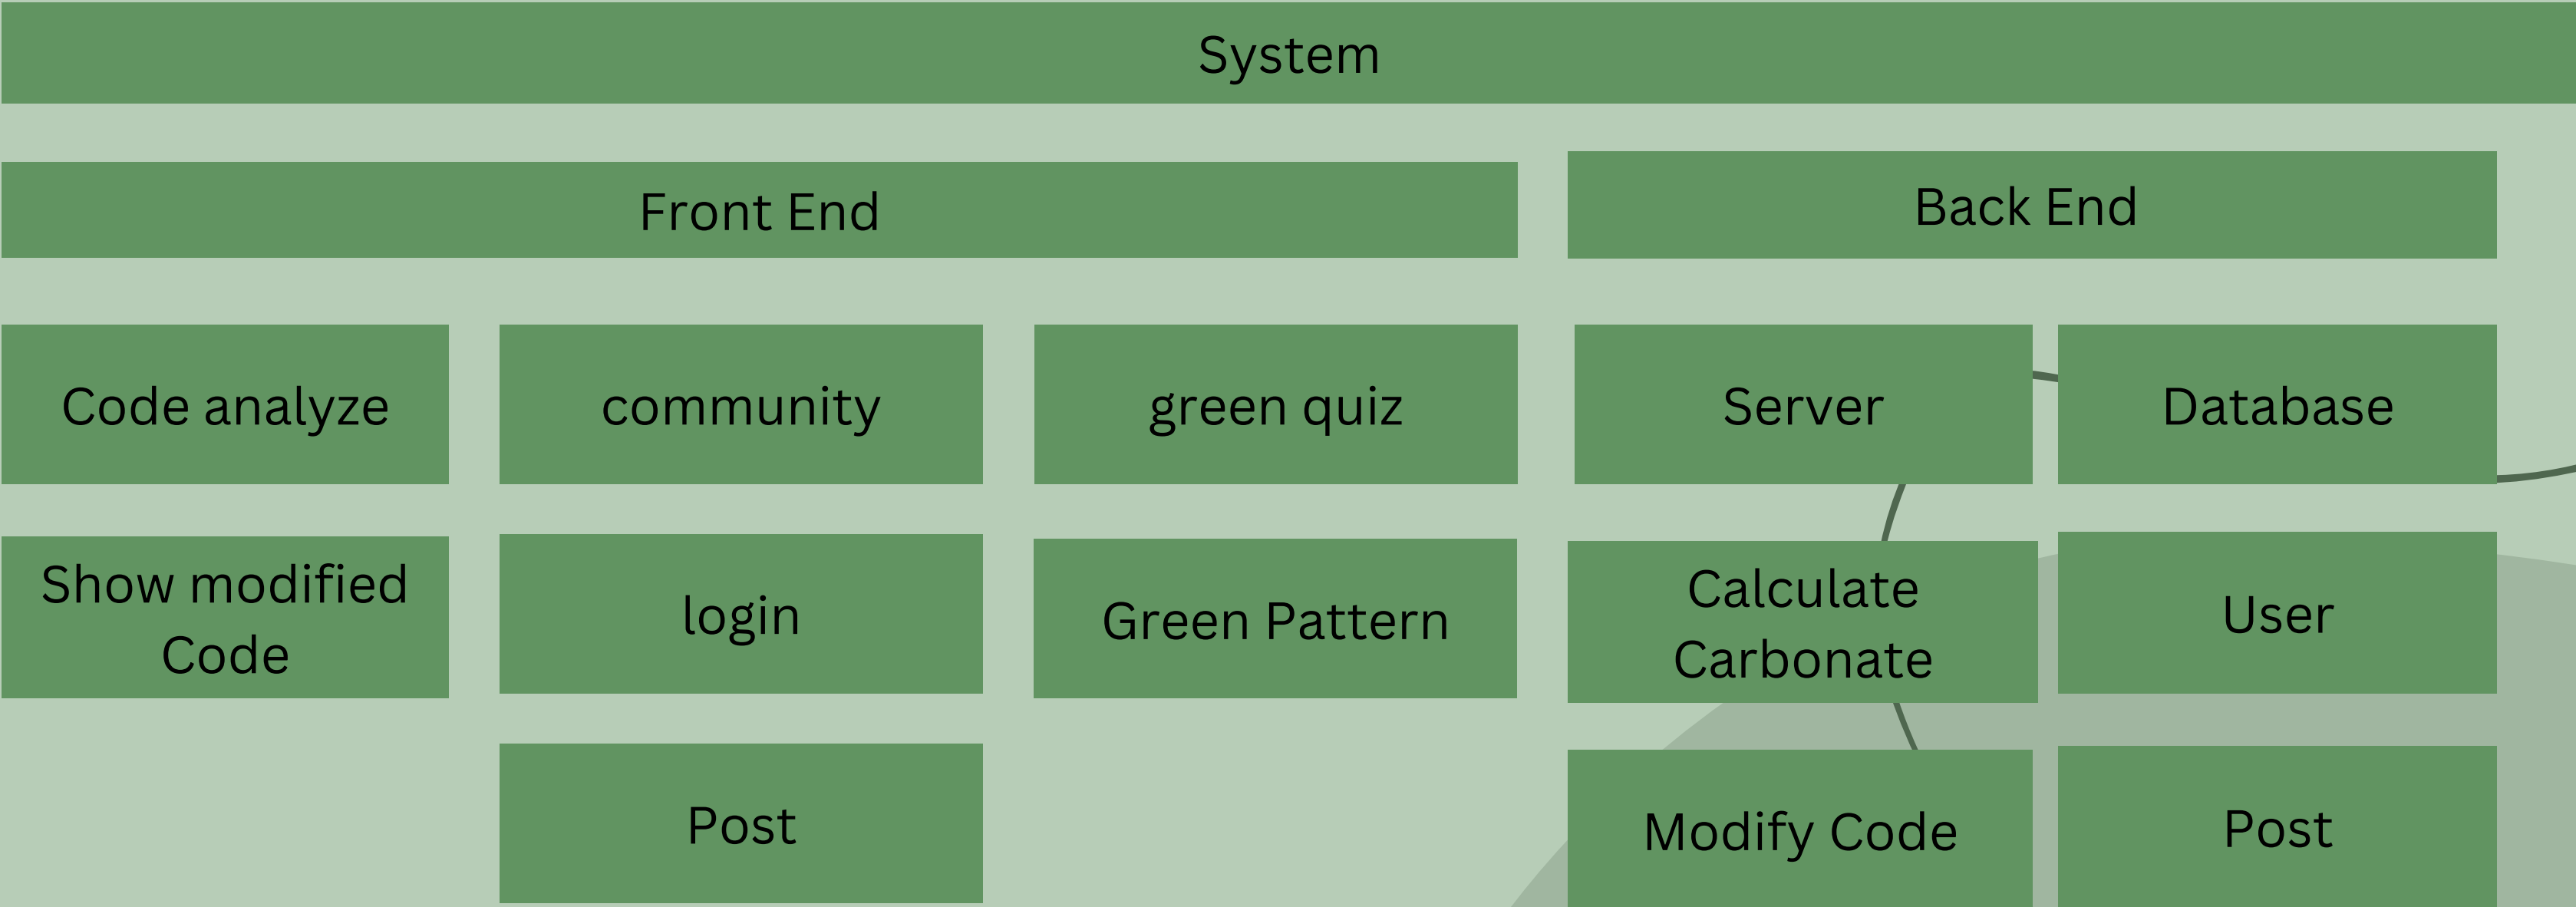 System
Front End
Back End
Code analyze
community
green quiz
Server
Database
Show modified
Code
login
Green Pattern
Calculate
Carbonate
User
Post
Modify Code
Post